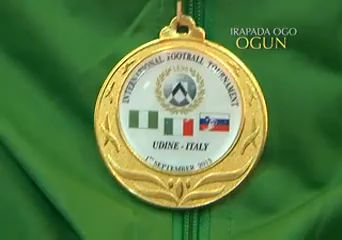 IRAPADA OGO
OGUN
INTERNATIONAL FOOTBALL TOURNAMENT
UDINE - ITALY
1ST SEPTEMBER 2013